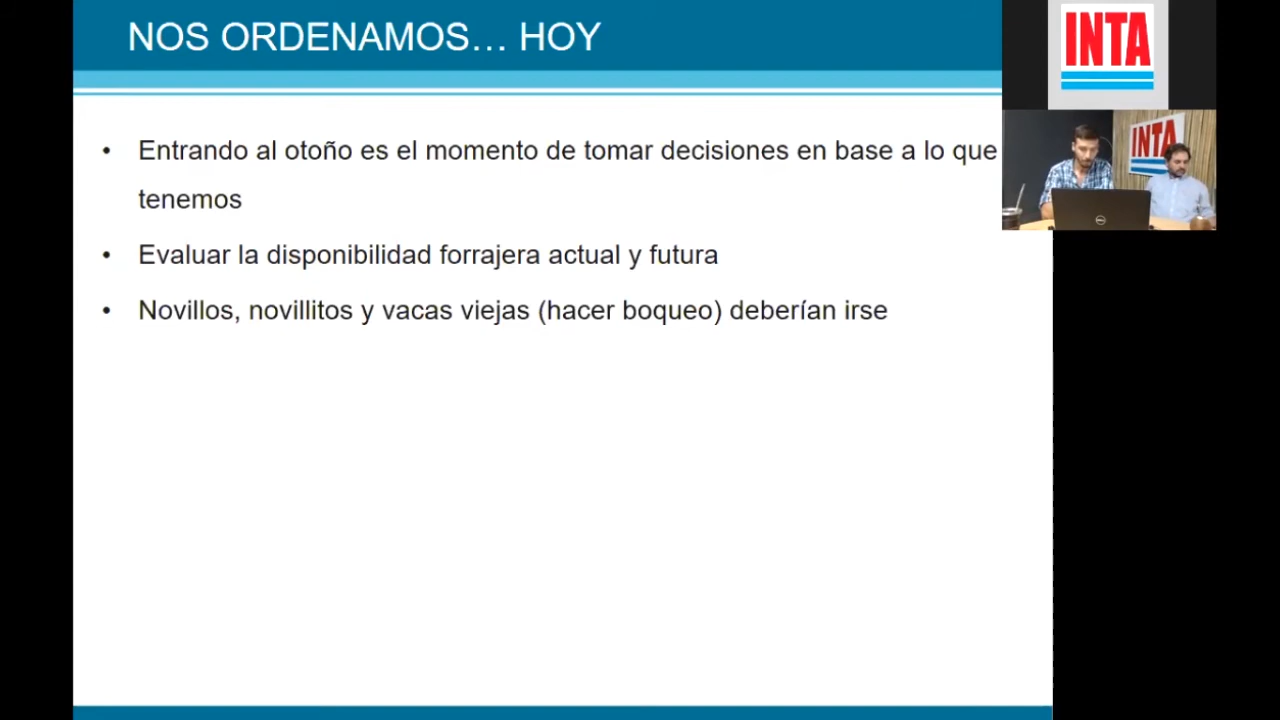 NOS ORDENAMOS… HOY
INTA
INTA
• Entrando al otoño es el momento de tomar decisiones en base a lo que
tenemos
• Evaluar la disponibilidad forrajera actual y futura
• Novillos, novillitos y vacas viejas (hacer boqueo) deberían irse